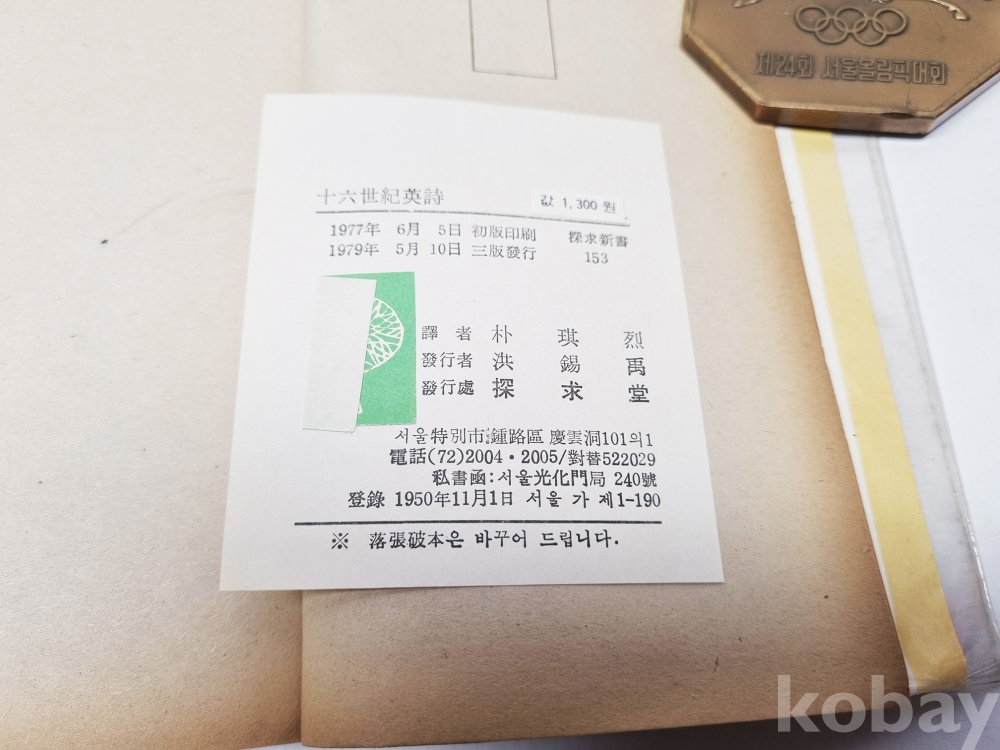 제24회 서울올림픽대회
十六世紀英詩 값 1,300 원
1977年 6月 5日 初版印刷 探求新書
1979年 5月 10日 三版發行 153
譯者 朴琪烈
發行者 洪錫禹
發行處 探求堂
서울特別市 鍾路區 慶雲洞101의1
電話(72)2004・2005/對替522029
私書函:서울光化門局 240號
登錄 1950年11月1日 서울 가 제1-190
※ 落張破本은 바꾸어 드립니다.
kobay